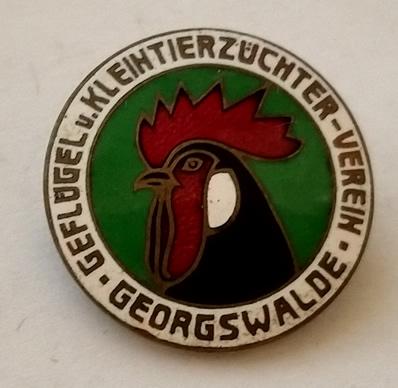 GEFLÜGEL u. KLEINTIERZÜCHTER-VEREIN
GEORGSWALDE